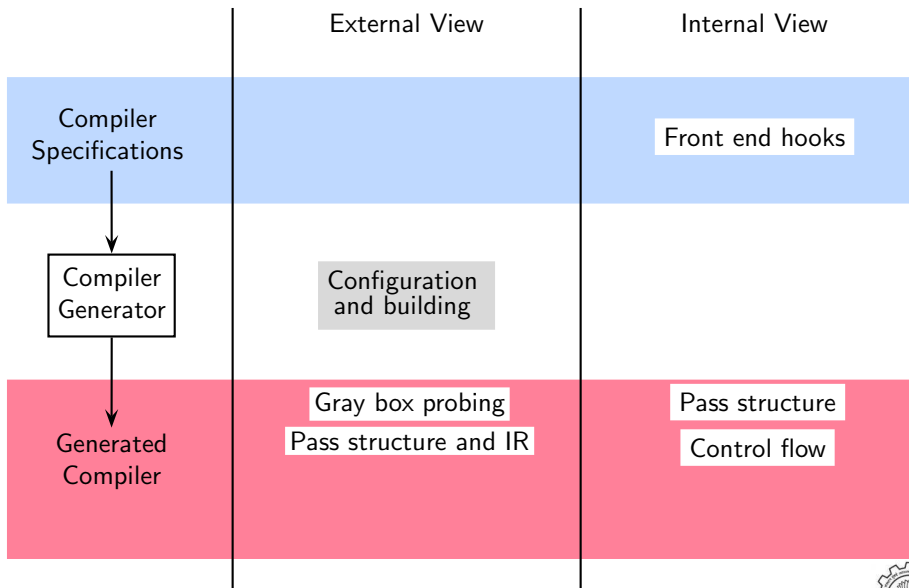 External View
Internal View
Compiler
Specifications
Front end hooks
Compiler
Generator
Configuration
and building
Generated
Compiler
Gray box probing
Pass structure and IR
Pass structure
Control flow